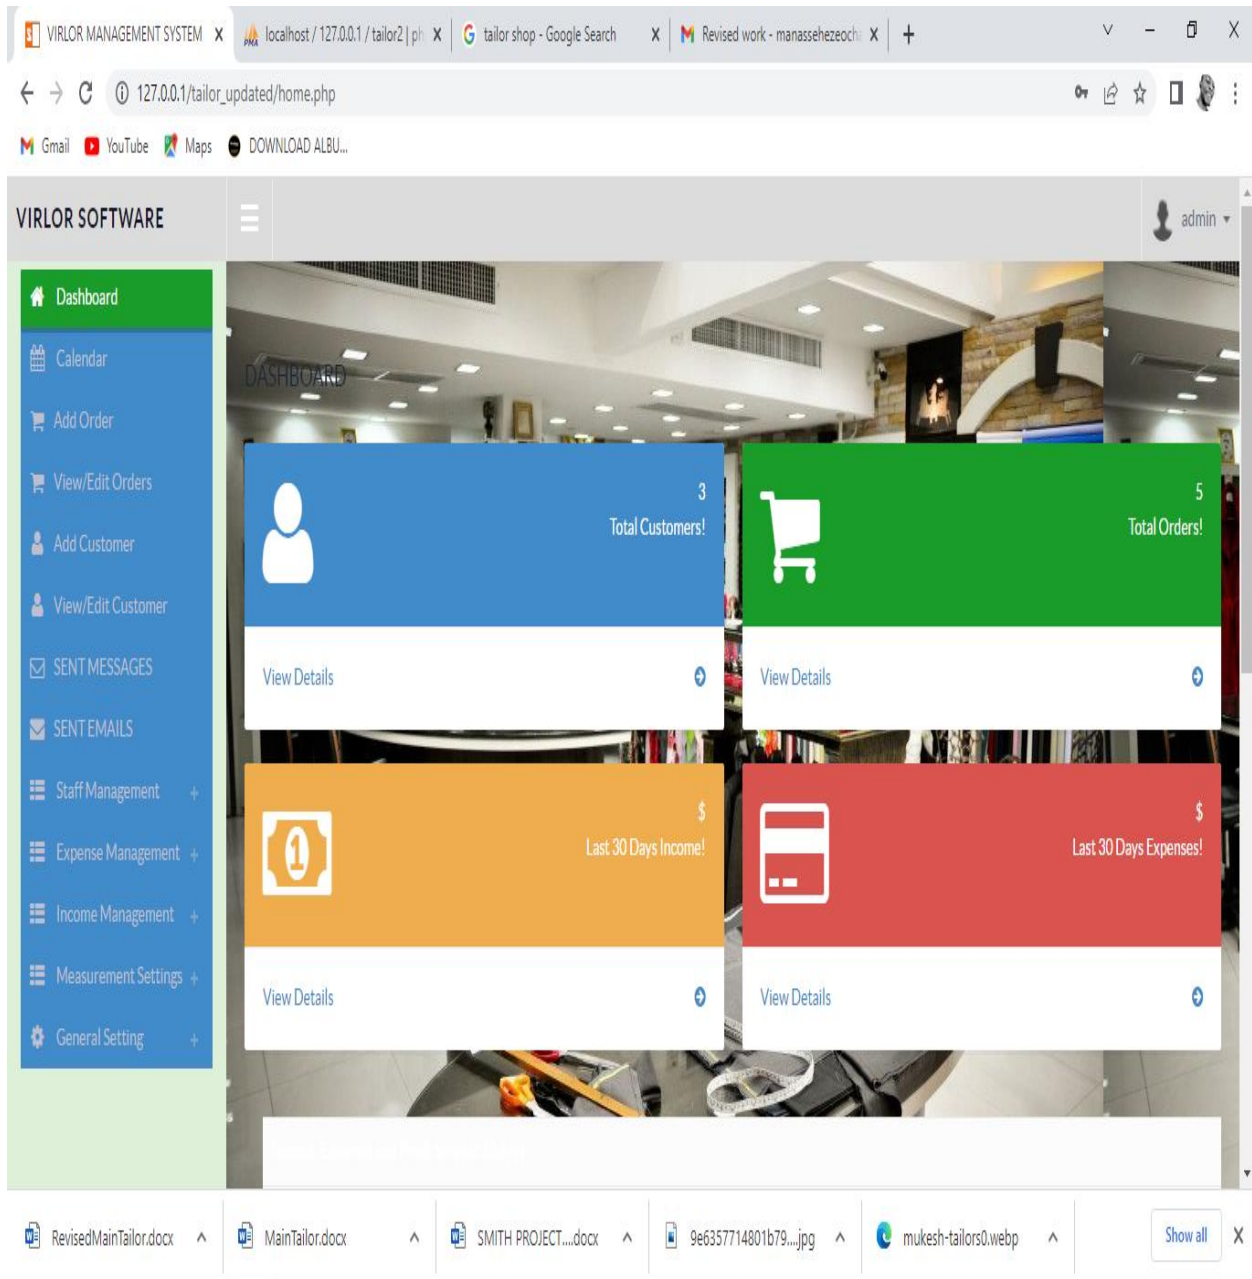 VIRLOR MANAGEMENT SYSTEM
localhost / 127.0.0.1 / tailor2 | ph
tailor shop - Google Search
Revised work - manassehezeocha
127.0.0.1/tailor_updated/home.php
Gmail
YouTube
Maps
DOWNLOAD ALBU...
VIRLOR SOFTWARE
admin
Dashboard
Calendar
Add Order
View/Edit Orders
Add Customer
View/Edit Customer
SENT MESSAGES
SENT EMAILS
Staff Management +
Expense Management +
Income Management +
Measurement Settings +
General Setting +
DASHBOARD
3
Total Customers!
View Details
5
Total Orders!
View Details
$
Last 30 Days Income!
View Details
$
Last 30 Days Expenses!
View Details
RevisedMainTailor.docx
MainTailor.docx
SMITH PROJECT....docx
9e6357714801b79....jpg
mukesh-tailors0.webp
Show all